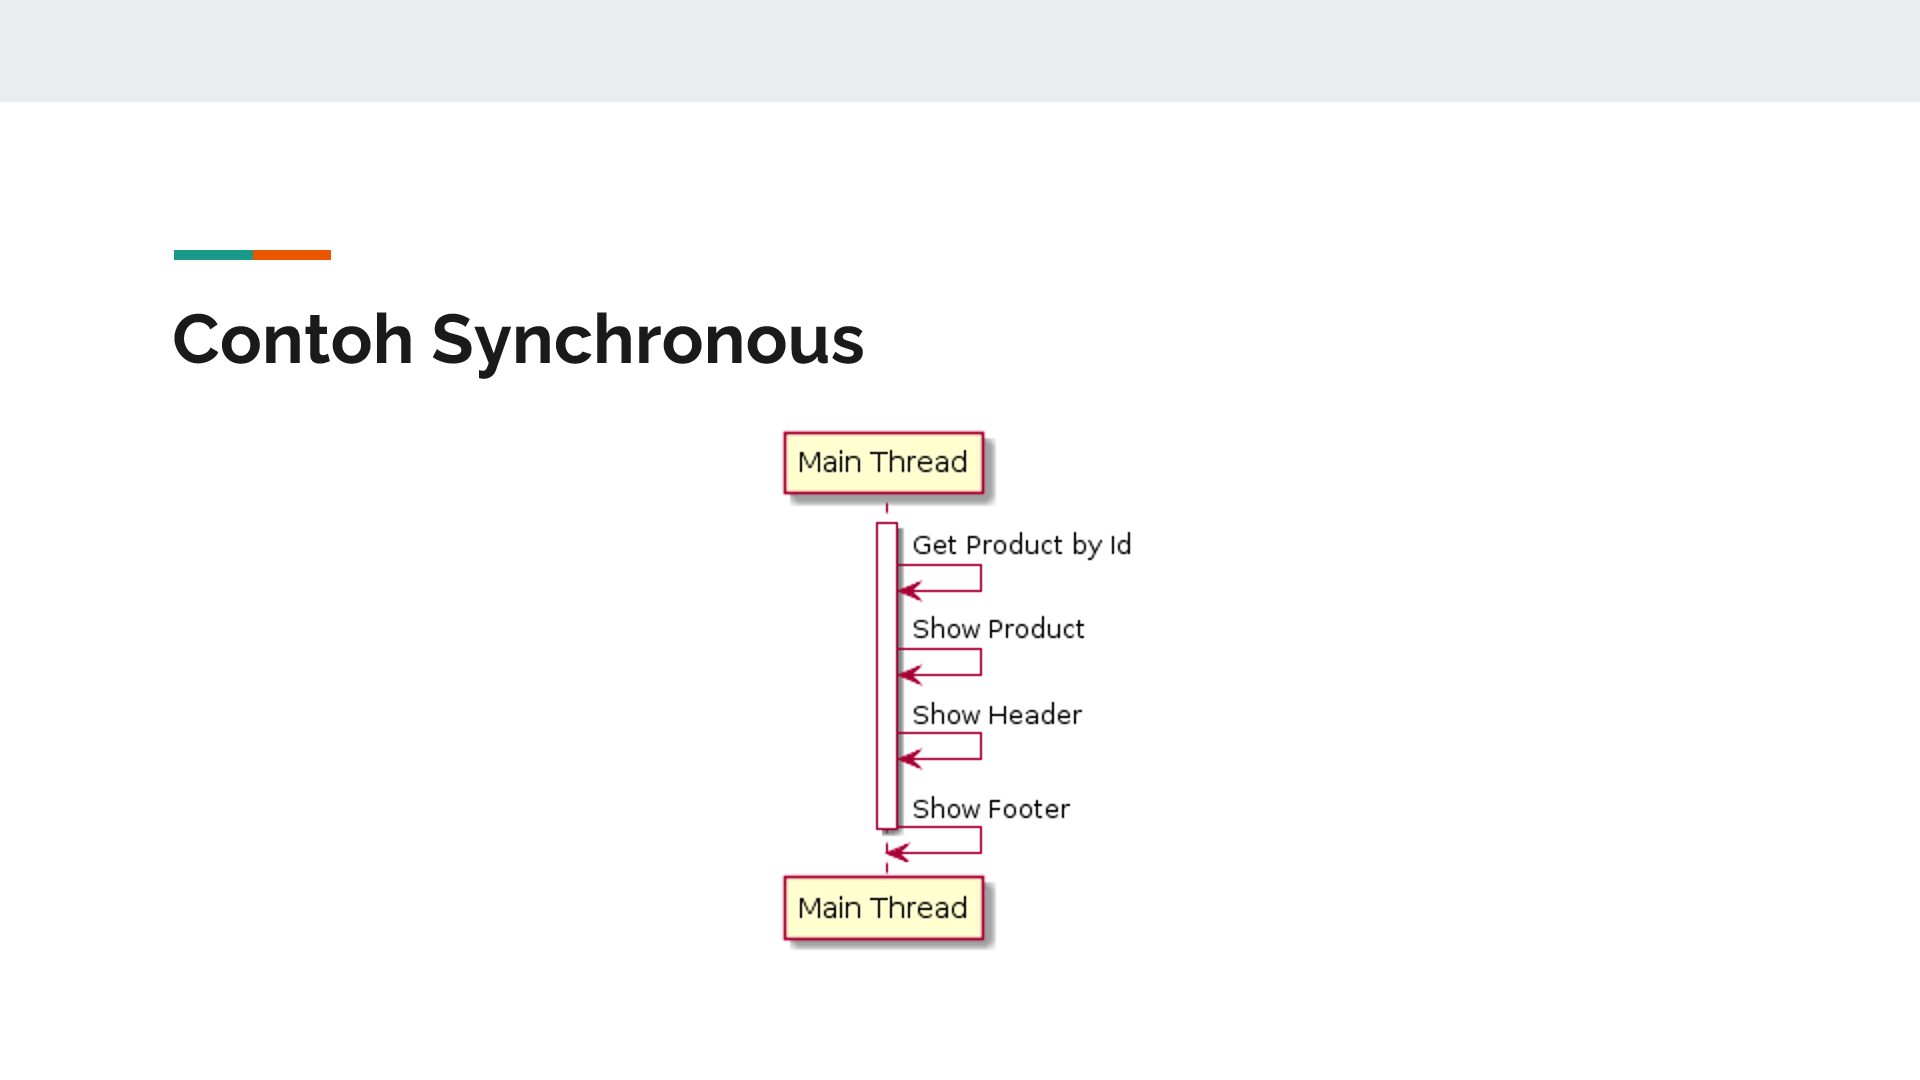 Contoh Synchronous
Main Thread
Get Product by Id
Show Product
Show Header
Show Footer
Main Thread